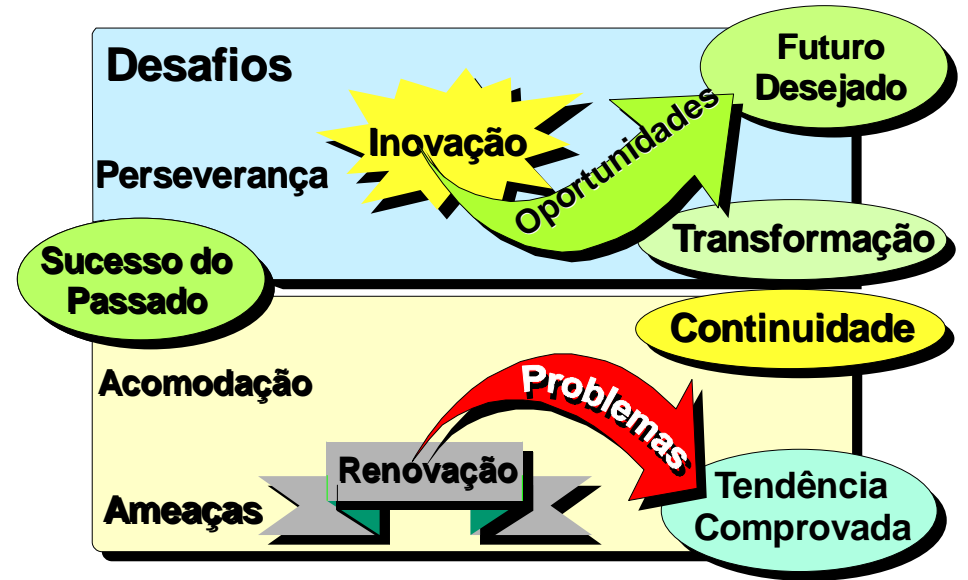 Desafios
Futuro
Desejado
Inovação
Oportunidades
Perseverança
Transformação
Sucesso do
Passado
Continuidade
Acomodação
Problemas
Renovação
Ameaças
Tendência
Comprovada